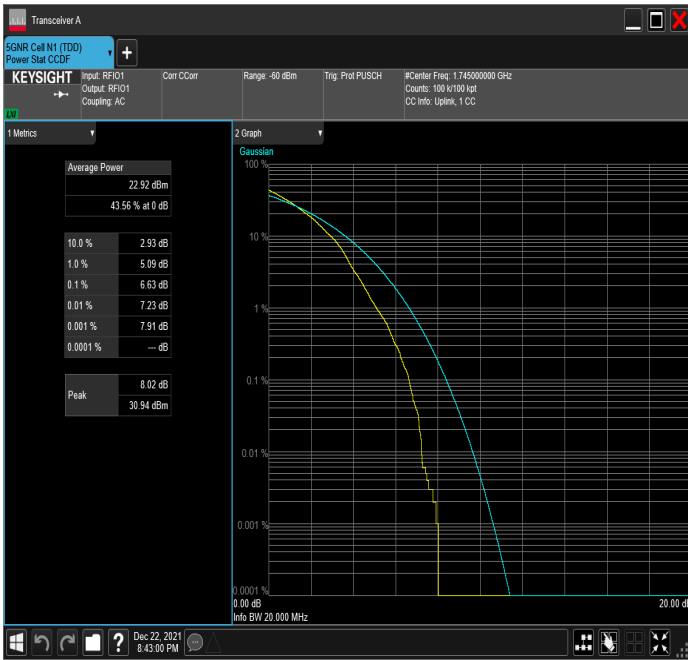 Transceiver A
5GNR Cell N1 (TDD)
Power Stat CCDF
KEYSIGHT
Input: RFIO1
Output: RFIO1
Coupling: AC
Corr CCorr
Range: -60 dBm
Trig: Prot PUSCH
#Center Freq: 1.745000000 GHz
Counts: 100 k/100 kpt
CC Info: Uplink, 1 CC
LXI
1 Metrics
Average Power
22.92 dBm
43.56 % at 0 dB
10.0 % 2.93 dB
1.0 % 5.09 dB
0.1 % 6.63 dB
0.01 % 7.23 dB
0.001 % 7.91 dB
0.0001 % --- dB
Peak
8.02 dB
30.94 dBm
2 Graph
Gaussian
100 %
10 %
1 %
0.1 %
0.01 %
0.001 %
0.0001 %
0.00 dB
20.00 dB
Info BW 20.000 MHz
?
Dec 22, 2021
8:43:00 PM